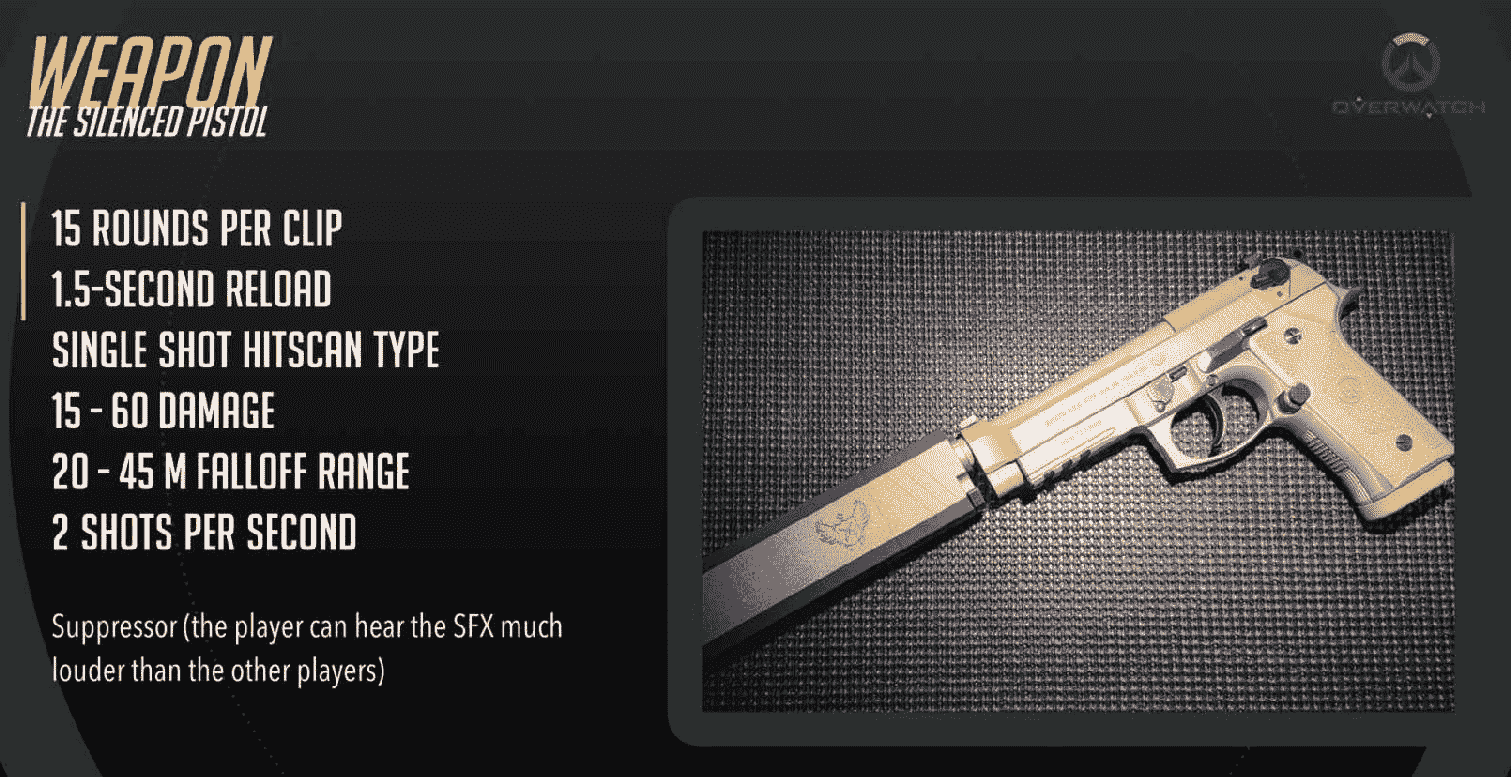 WEAPON
THE SILENCED PISTOL
OVERWATCH
15 ROUNDS PER CLIP
1.5-SECOND RELOAD
SINGLE SHOT HITSCAN TYPE
15 - 60 DAMAGE
20 - 45 M FALLOFF RANGE
2 SHOTS PER SECOND
Suppressor (the player can hear the SFX much
louder than the other players)